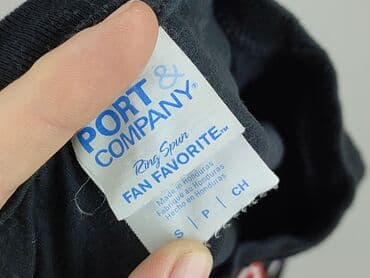 PORT &
COMPANY®
Ring Spun
FAN FAVORITE™
Made in Honduras
Fabriqué au Honduras
Hecho en Honduras
S | P | CH